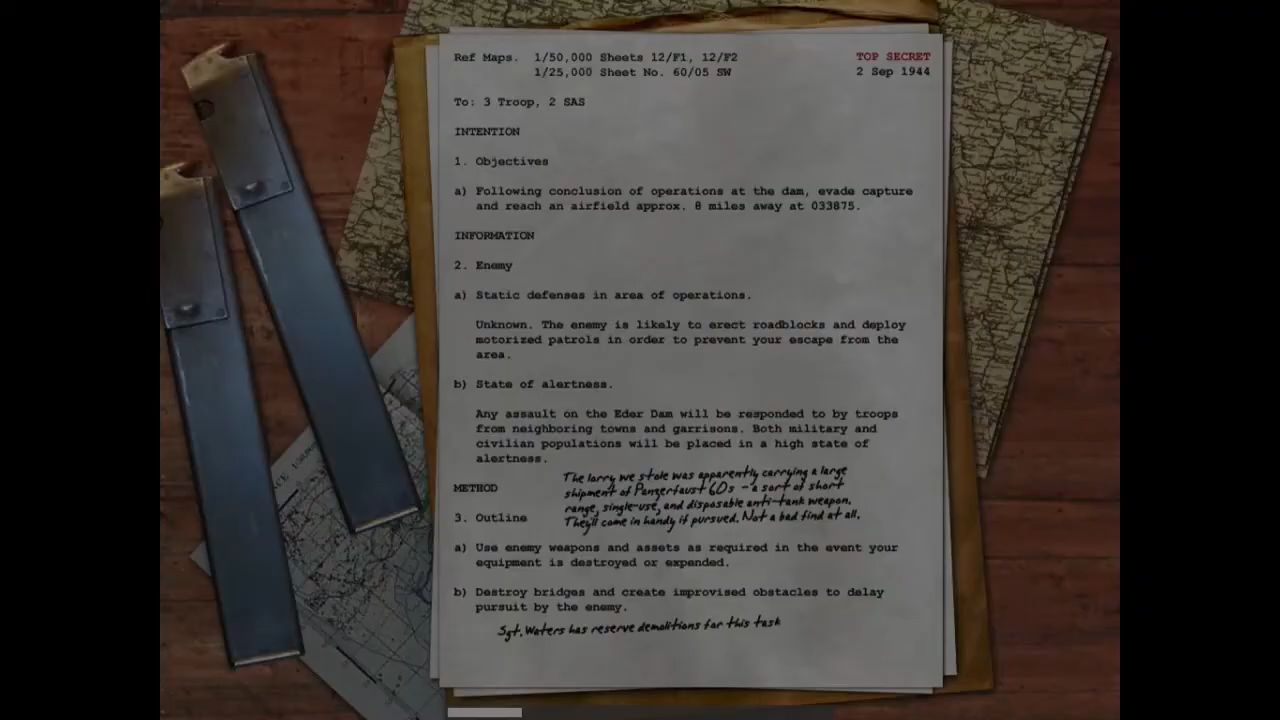 Ref Maps. 1/50,000 Sheets 12/F1, 12/F2 TOP SECRET
1/25,000 Sheet No. 60/05 SW 2 Sep 1944
To: 3 Troop, 2 SAS
INTENTION
1. Objectives
a) Following conclusion of operations at the dam, evade capture
and reach an airfield approx. 8 miles away at 033875.
INFORMATION
2. Enemy
a) Static defenses in area of operations.
Unknown. The enemy is likely to erect roadblocks and deploy
motorized patrols in order to prevent your escape from the
area.
b) State of alertness.
Any assault on the Eder Dam will be responded to by troops
from neighboring towns and garrisons. Both military and
civilian populations will be placed in a high state of
alertness.
The lorry we stole was apparently carrying a large
shipment of Panzerfaust 60s - a sort of short
range, single-use, and disposable anti-tank weapon.
They'll come in handy if pursued. Not a bad find at all.
METHOD
3. Outline
a) Use enemy weapons and assets as required in the event your
equipment is destroyed or expended.
b) Destroy bridges and create improvised obstacles to delay
pursuit by the enemy.
Sgt. Waters has reserve demolitions for this task